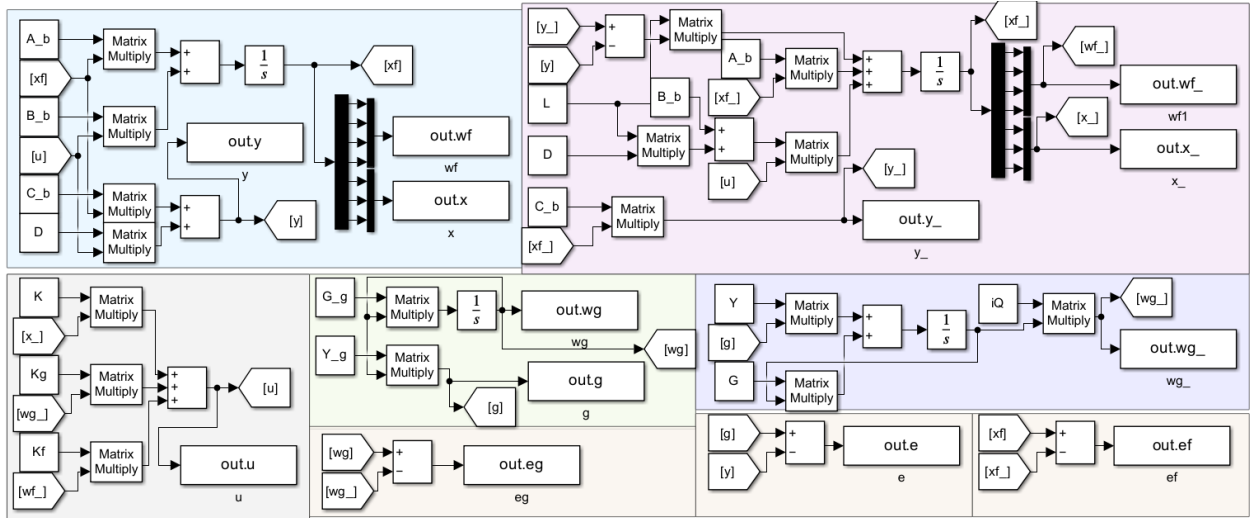 A_b
[xf]
B_b
[u]
C_b
D
Matrix
Multiply
Matrix
Multiply
Matrix
Multiply
Matrix
Multiply
+
+
+
+
1
s
out.y
y
[y]
[xf]
out.wf
wf
out.x
x
[y_]
[y]
L
D
C_b
[xf_]
+
−
Matrix
Multiply
A_b
[xf_]
B_b
Matrix
Multiply
Matrix
Multiply
+
+
[u]
Matrix
Multiply
Matrix
Multiply
+
+
+
1
s
[y_]
out.y_
y_
[xf_]
[wf_]
out.wf_
wf1
[x_]
out.x_
x_
K
[x_]
Kg
[wg_]
Kf
[wf_]
Matrix
Multiply
Matrix
Multiply
Matrix
Multiply
+
+
+
[u]
out.u
u
G_g
Y_g
Matrix
Multiply
Matrix
Multiply
1
s
out.wg
wg
[wg]
out.g
g
[g]
[wg]
[wg_]
+
−
out.eg
eg
Y
[g]
G
Matrix
Multiply
Matrix
Multiply
+
+
1
s
iQ
Matrix
Multiply
[wg_]
out.wg_
wg_
[g]
[y]
+
−
out.e
e
[xf]
[xf_]
+
−
out.ef
ef